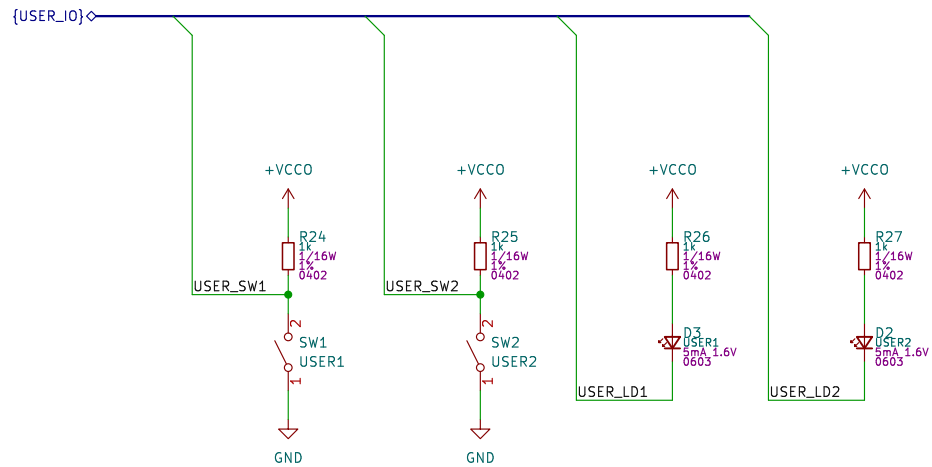 {USER_IO}
+VCCO
+VCCO
+VCCO
+VCCO
R24
1k
1/16W
1%
0402
R25
1k
1/16W
1%
0402
R26
1k
1/16W
1%
0402
R27
1k
1/16W
1%
0402
USER_SW1
USER_SW2
2
SW1
USER1
1
2
SW2
USER2
1
D3
USER1
5mA 1.6V
0603
D2
USER2
5mA 1.6V
0603
USER_LD1
USER_LD2
GND
GND